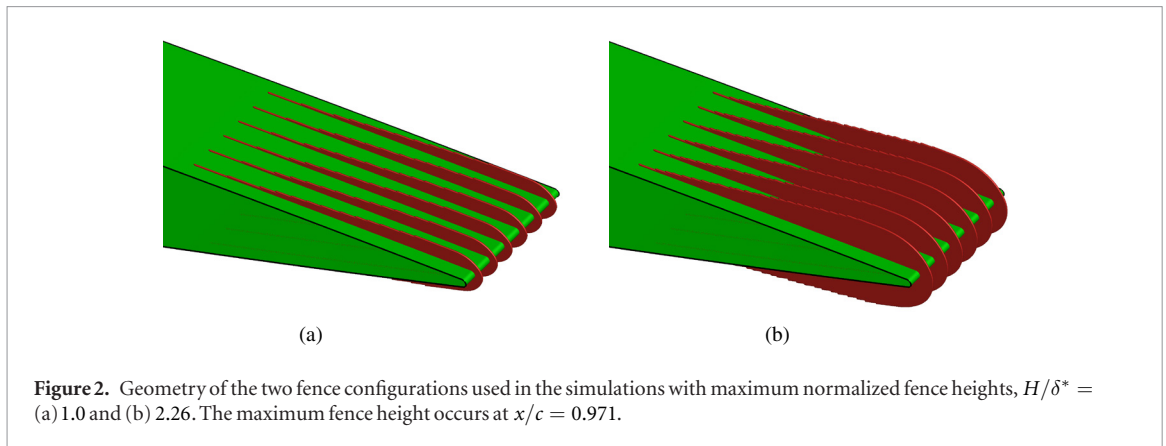 (a)
(b)
Figure 2. Geometry of the two fence configurations used in the simulations with maximum normalized fence heights, H/δ* =
(a) 1.0 and (b) 2.26. The maximum fence height occurs at x/c = 0.971.